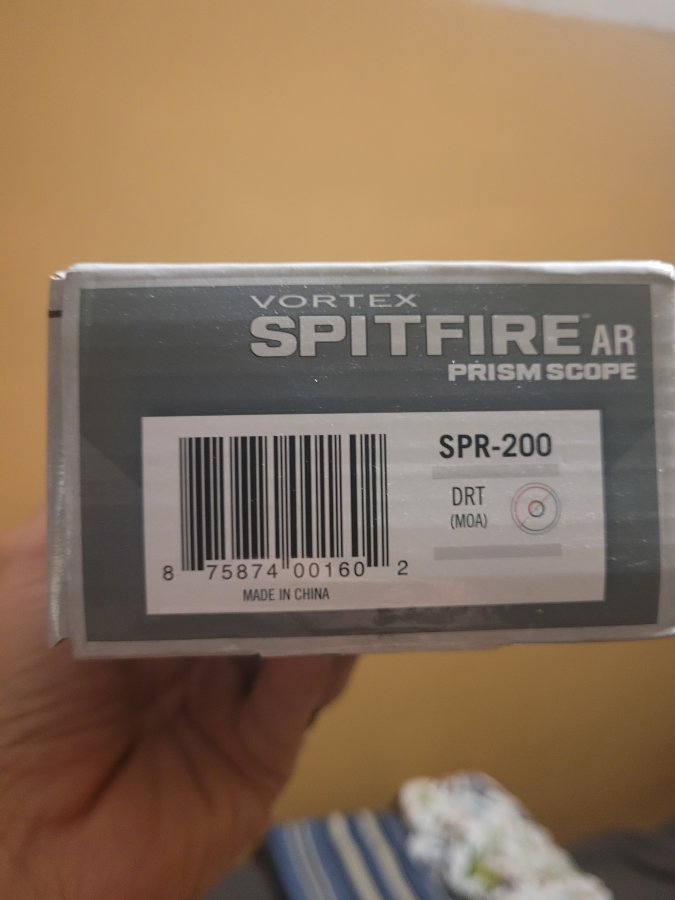 VORTEX
SPITFIRE AR
PRISM SCOPE
SPR-200
DRT
(MOA)
8 75874 00160 2
MADE IN CHINA